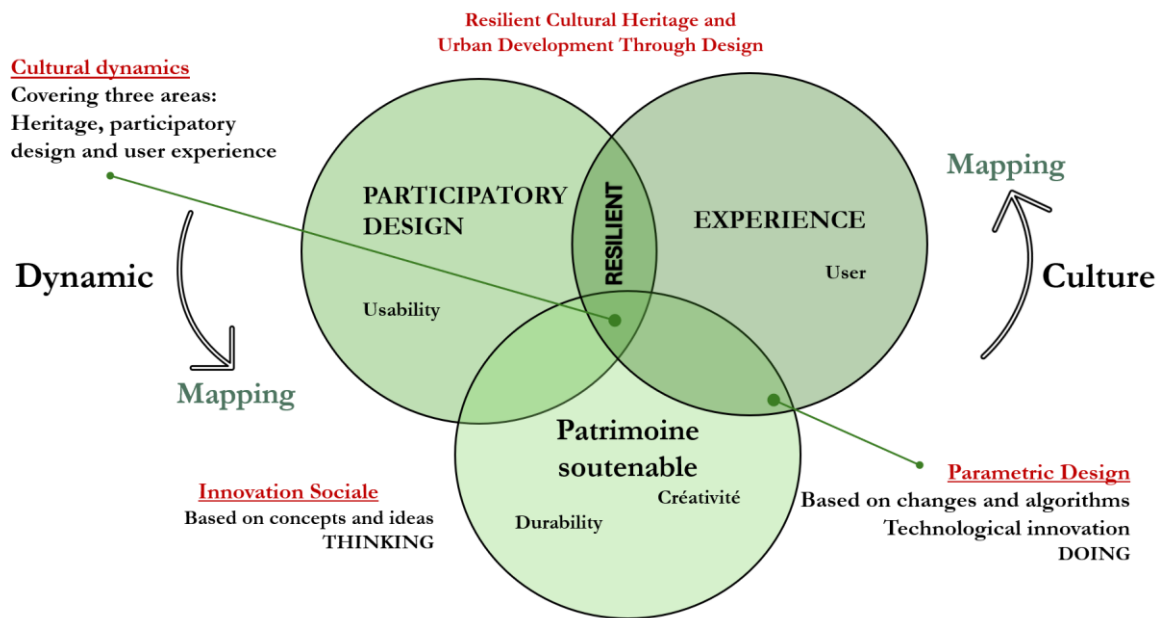 Resilient Cultural Heritage and
Urban Development Through Design
Cultural dynamics
Covering three areas:
Heritage, participatory
design and user experience
Mapping
PARTICIPATORY
DESIGN
RESILIENT
EXPERIENCE
Dynamic
User
Culture
Usability
Mapping
Patrimoine
soutenable
Créativité
Durability
Innovation Sociale
Based on concepts and ideas
THINKING
Parametric Design
Based on changes and algorithms
Technological innovation
DOING